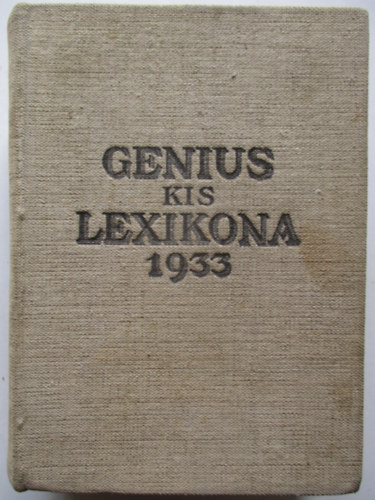 GENIUS
KIS
LEXIKONA
1933